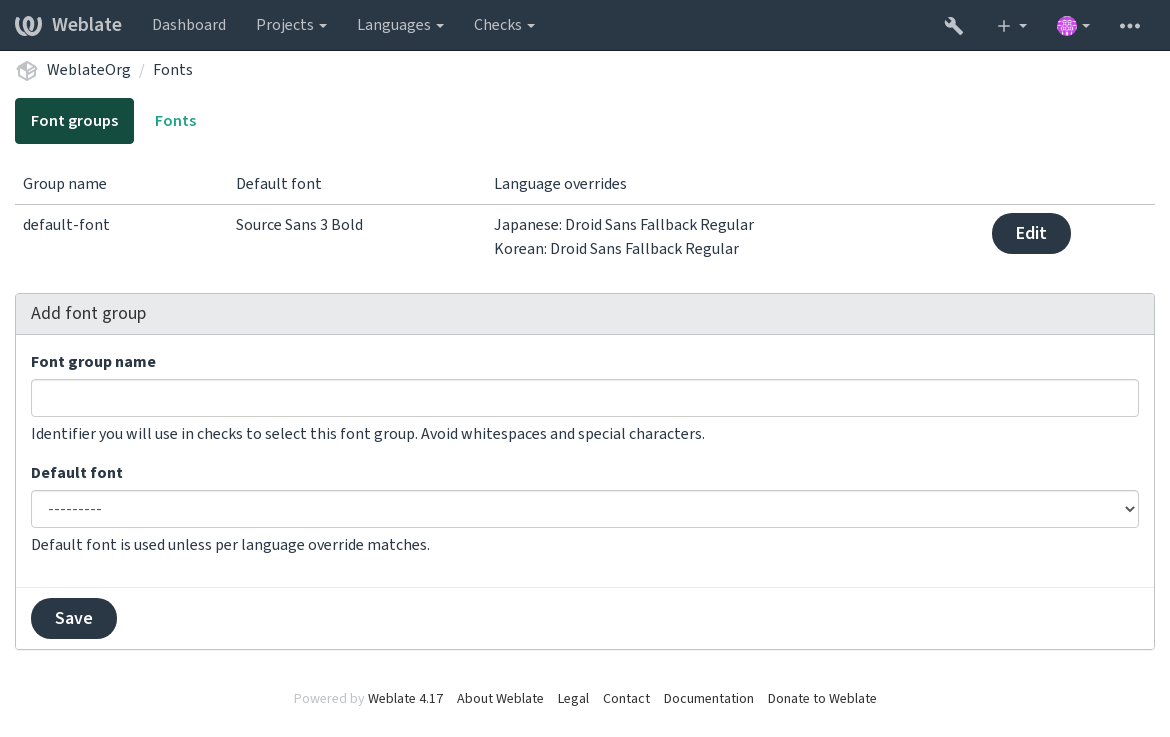 Weblate Dashboard Projects Languages Checks
WeblateOrg / Fonts
Font groups Fonts
Group name Default font Language overrides
default-font Source Sans 3 Bold Japanese: Droid Sans Fallback Regular Edit
Korean: Droid Sans Fallback Regular
Add font group
Font group name
Identifier you will use in checks to select this font group. Avoid whitespaces and special characters.
Default font
---------
Default font is used unless per language override matches.
Save
Powered by Weblate 4.17 About Weblate Legal Contact Documentation Donate to Weblate